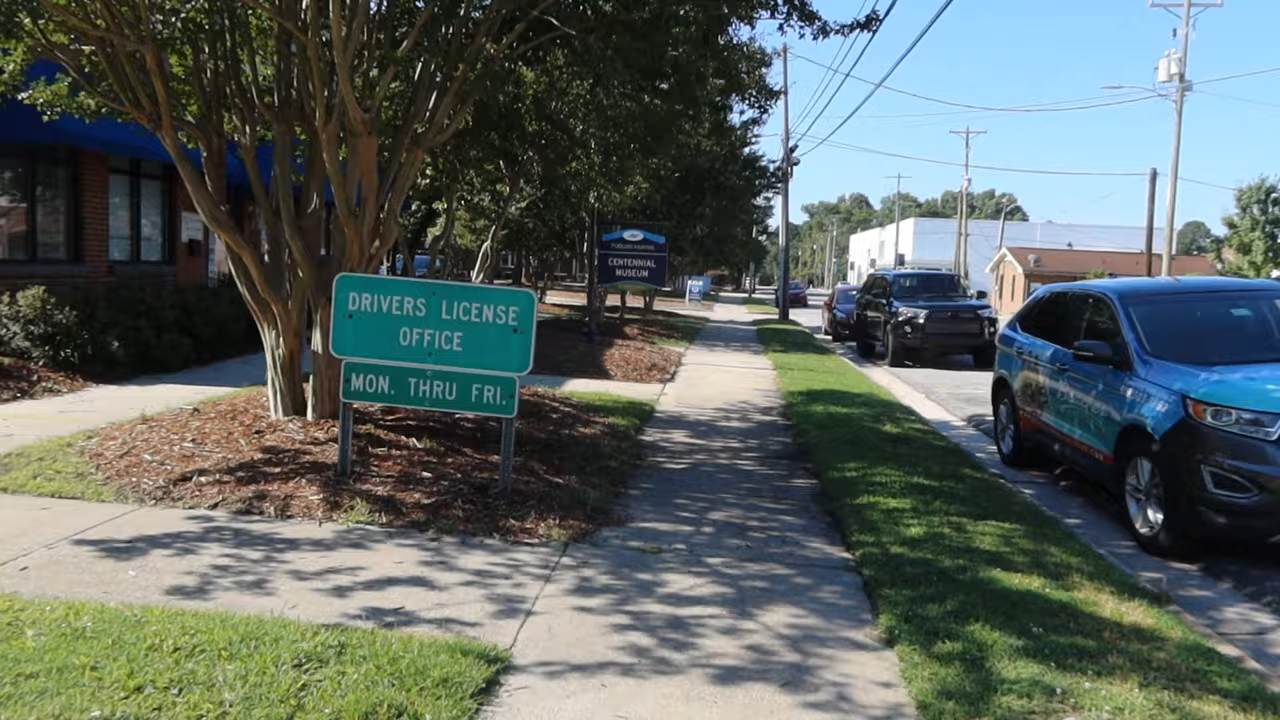 DRIVERS LICENSE
OFFICE
MON. THRU FRI.
CENTENNIAL
MUSEUM